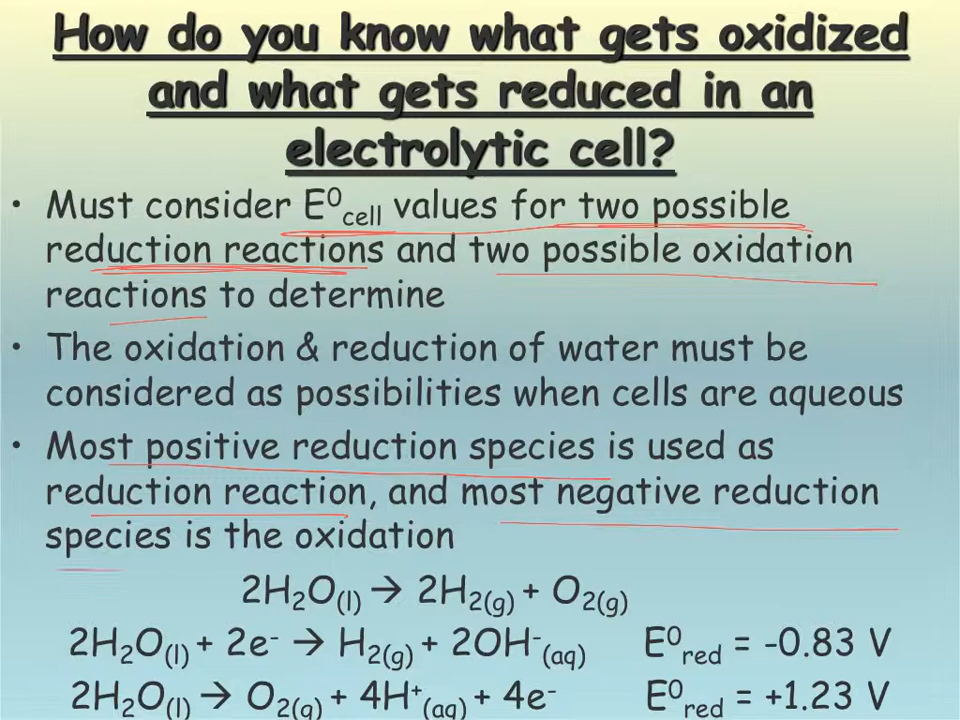 How do you know what gets oxidized
and what gets reduced in an
electrolytic cell?
• Must consider E⁰cell values for two possible
reduction reactions and two possible oxidation
reactions to determine
• The oxidation & reduction of water must be
considered as possibilities when cells are aqueous
• Most positive reduction species is used as
reduction reaction, and most negative reduction
species is the oxidation
2H₂O(l) → 2H₂(g) + O₂(g)
2H₂O(l) + 2e⁻ → H₂(g) + 2OH⁻(aq) E⁰red = -0.83 V
2H₂O(l) → O₂(g) + 4H⁺(aq) + 4e⁻ E⁰red = +1.23 V